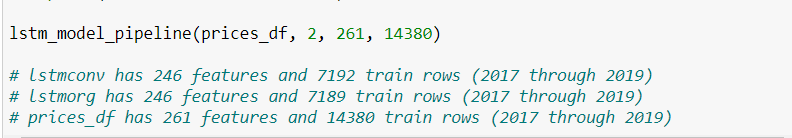 lstm_model_pipeline(prices_df, 2, 261, 14380)
# lstmconv has 246 features and 7192 train rows (2017 through 2019)
# lstmorg has 246 features and 7189 train rows (2017 through 2019)
# prices_df has 261 features and 14380 train rows (2017 through 2019)